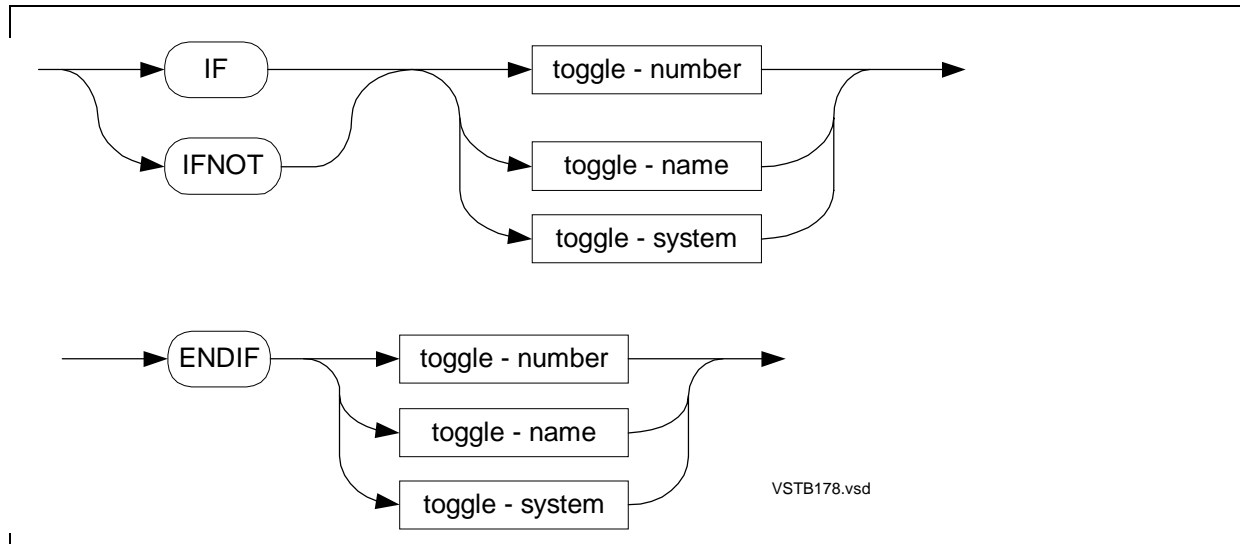 IF
toggle - number
IFNOT
toggle - name
toggle - system
ENDIF
toggle - number
toggle - name
toggle - system
VSTB178.vsd